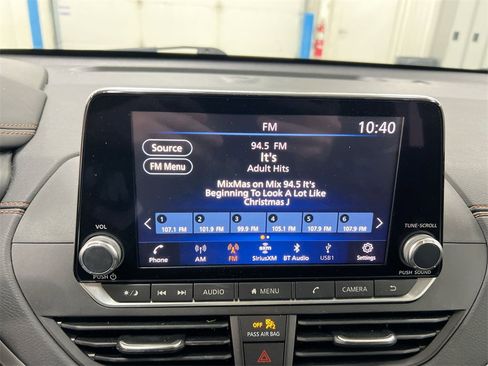 FM
10:40
Source
94.5 FM
It's
FM Menu
Adult Hits
MixMas on Mix 94.5 It's
Beginning To Look A Lot Like
Christmas J
1 2 3 4 5 6
107.1 FM 101.9 FM 99.9 FM 105.1 FM 107.9 FM 107.9 FM
VOL
TUNE·SCROLL
Phone AM FM SiriusXM BT Audio USB1 Settings
PUSH
PUSH SOUND
AUDIO MENU CAMERA
OFF
PASS AIR BAG